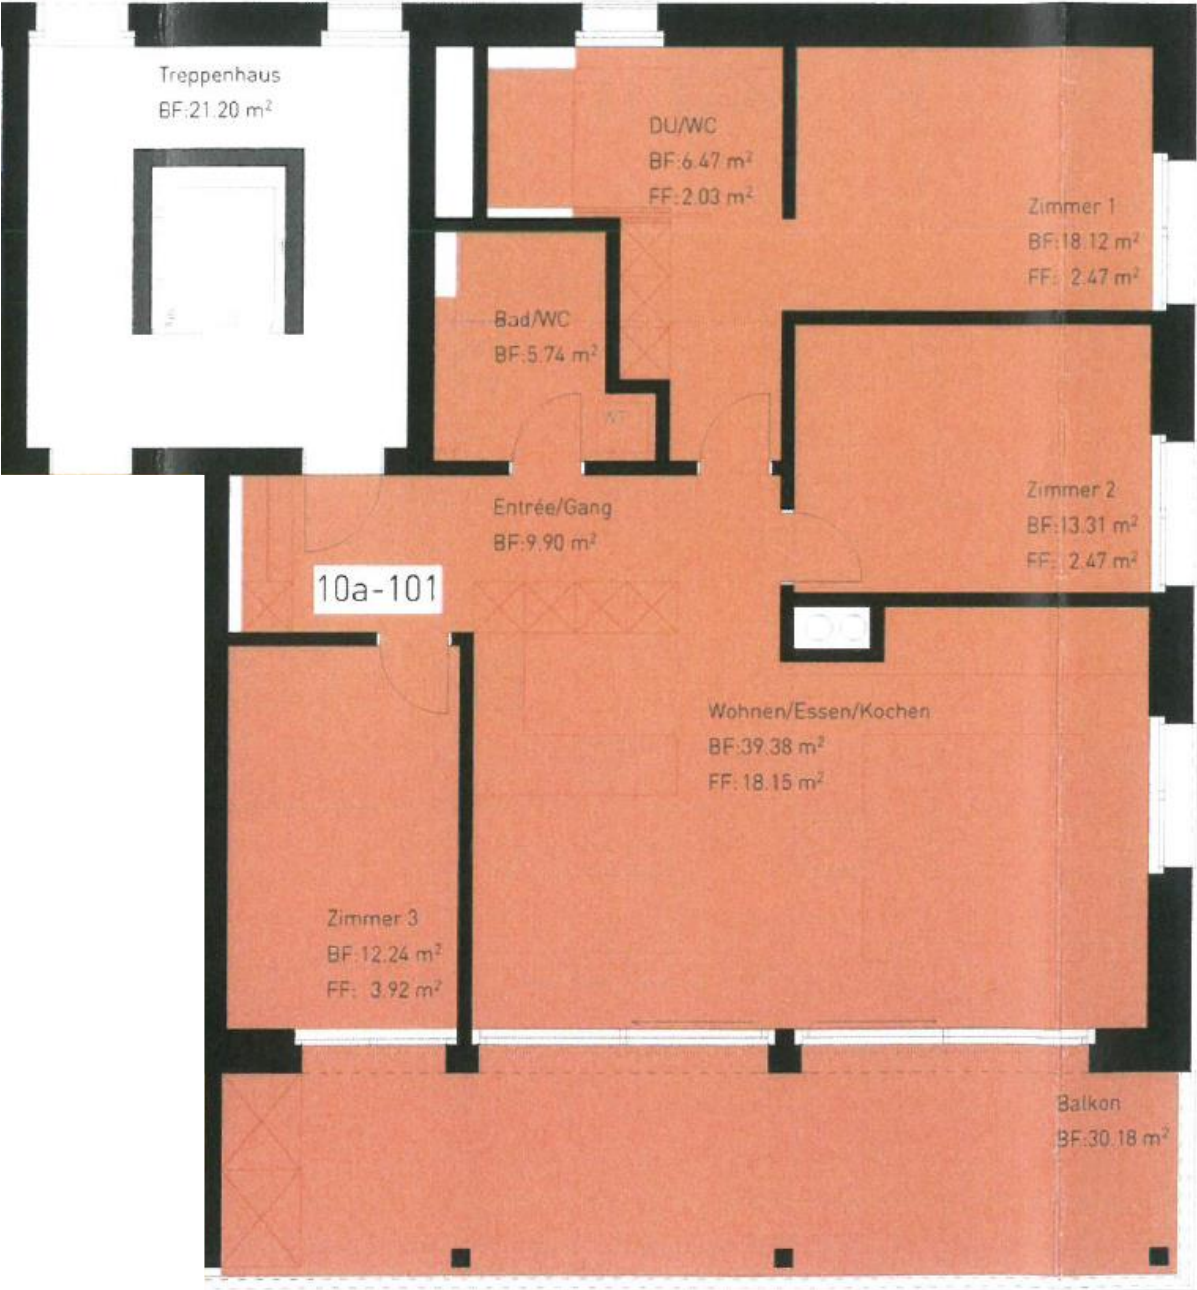 Treppenhaus
BF:21.20 m²
DU/WC
BF:6.47 m²
FF:2.03 m²
Zimmer 1
BF:18.12 m²
FF: 2.47 m²
Bad/WC
BF:5.74 m²
WT
Entrée/Gang
BF:9.90 m²
Zimmer 2
BF:13.31 m²
FF: 2.47 m²
10a-101
Wohnen/Essen/Kochen
BF:39.38 m²
FF:18.15 m²
Zimmer 3
BF:12.24 m²
FF: 3.92 m²
Balkon
BF:30.18 m²